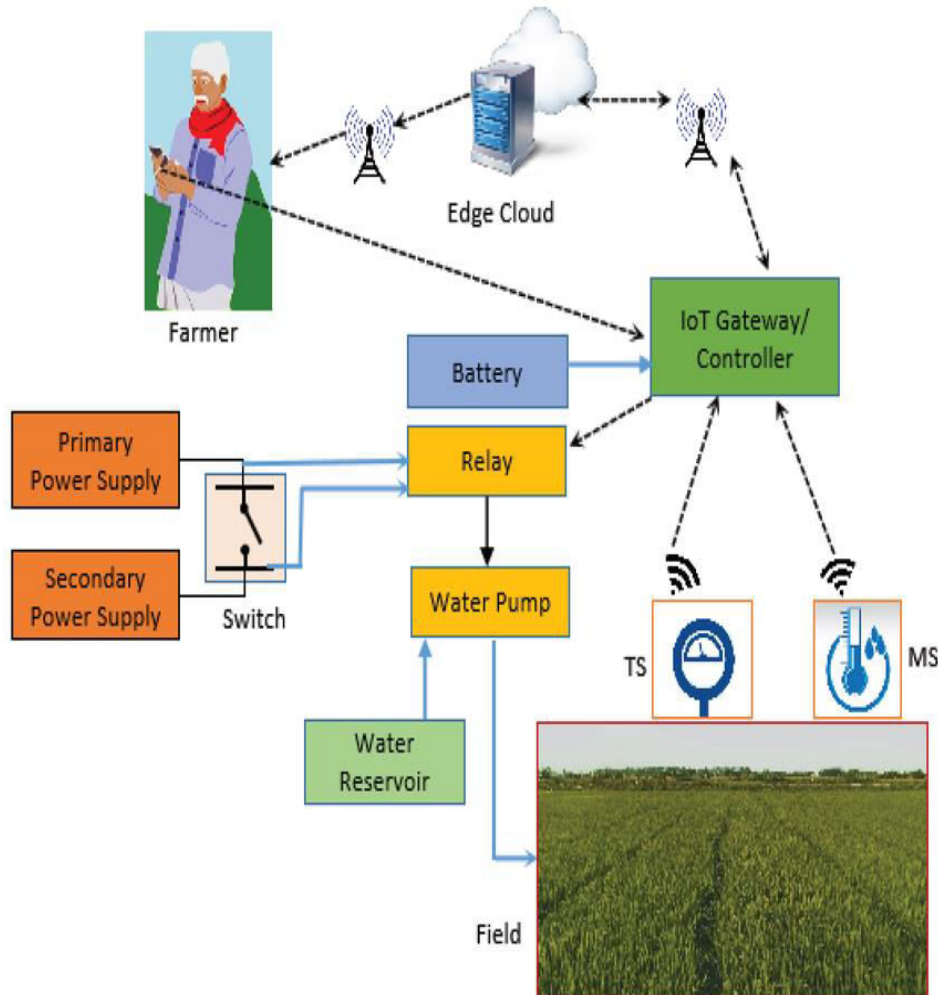 Edge Cloud
Farmer
IoT Gateway/
Controller
Battery
Primary
Power Supply
Relay
Secondary
Power Supply
Switch
Water Pump
TS
MS
Water
Reservoir
Field